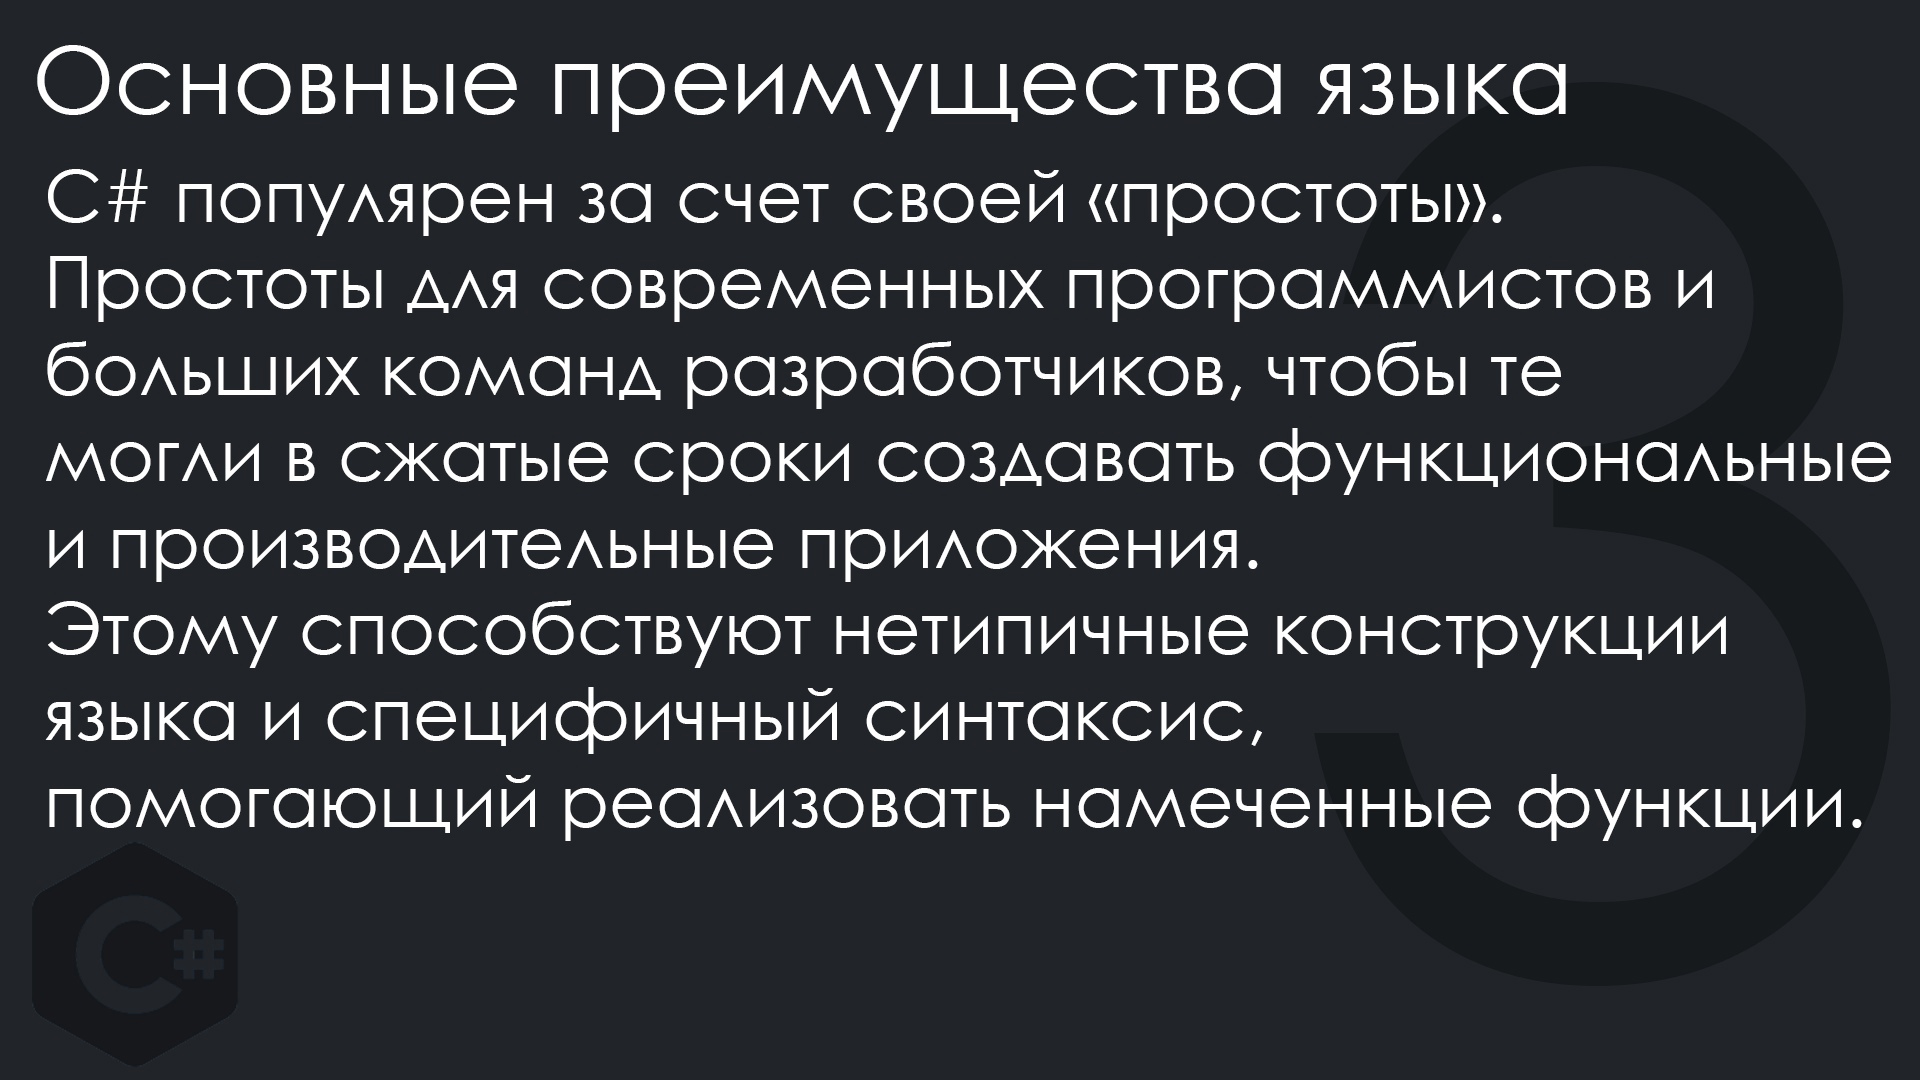 Основные преимущества языка
C# популярен за счет своей «простоты».
Простоты для современных программистов и
больших команд разработчиков, чтобы те
могли в сжатые сроки создавать функциональные
и производительные приложения.
Этому способствуют нетипичные конструкции
языка и специфичный синтаксис,
помогающий реализовать намеченные функции.
3
C#